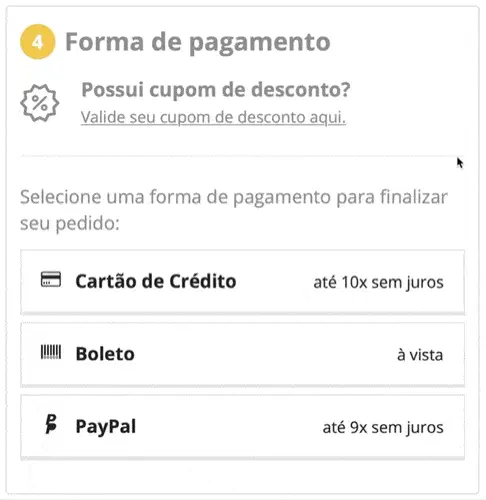 4 Forma de pagamento
Possui cupom de desconto?
Valide seu cupom de desconto aqui.
Selecione uma forma de pagamento para finalizar
seu pedido:
Cartão de Crédito até 10x sem juros
Boleto à vista
PayPal até 9x sem juros